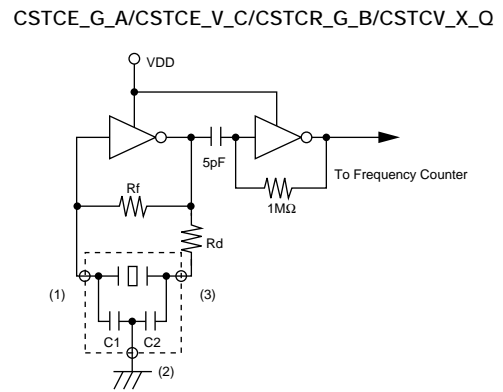 CSTCE_G_A/CSTCE_V_C/CSTCR_G_B/CSTCV_X_Q
VDD
5pF
To Frequency Counter
Rf
1MΩ
Rd
(1)
(3)
C1
C2
(2)